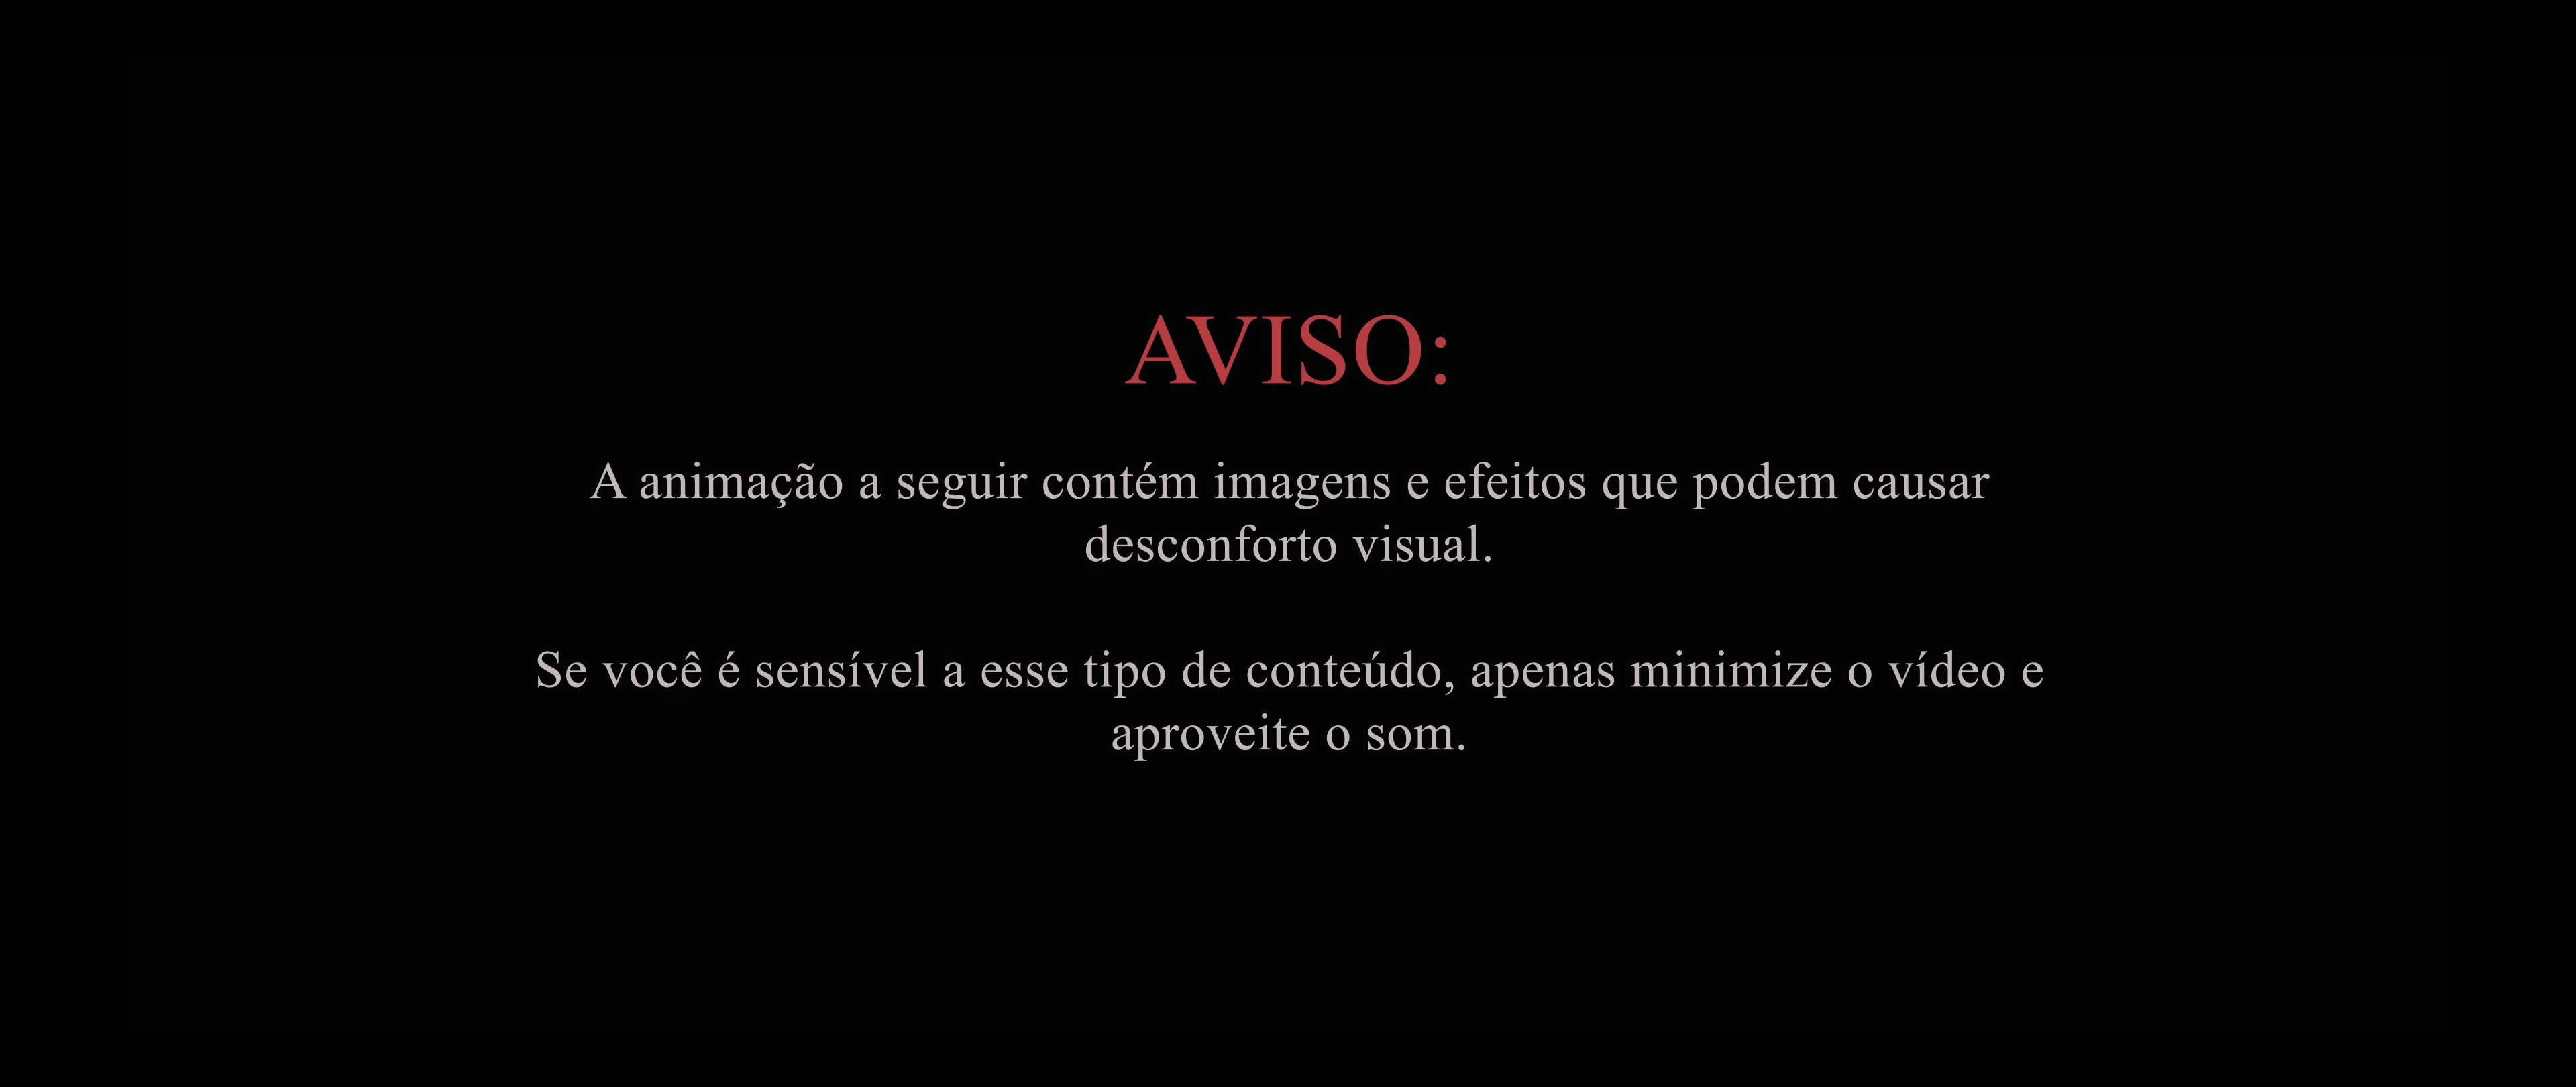 AVISO:
A animação a seguir contém imagens e efeitos que podem causar
desconforto visual.
Se você é sensível a esse tipo de conteúdo, apenas minimize o vídeo e
aproveite o som.